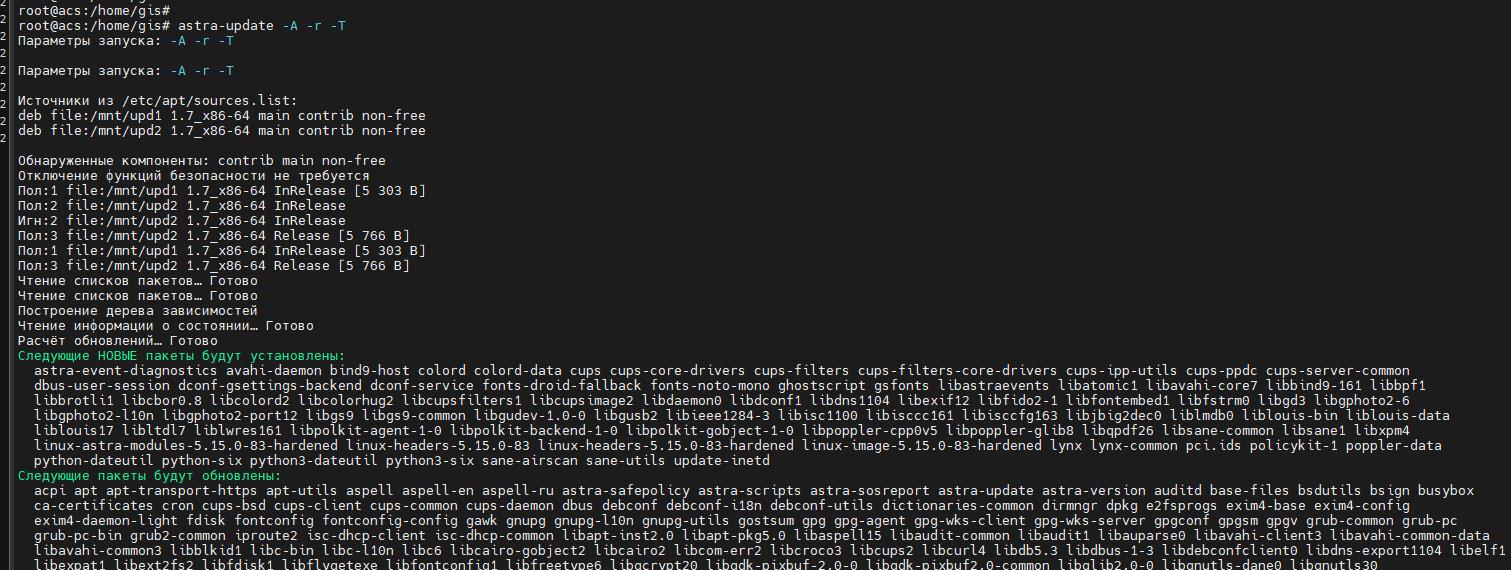 root@acs:/home/gis#
root@acs:/home/gis# astra-update -A -r -T
Параметры запуска: -A -r -T
Параметры запуска: -A -r -T
Источники из /etc/apt/sources.list:
deb file:/mnt/upd1 1.7_x86-64 main contrib non-free
deb file:/mnt/upd2 1.7_x86-64 main contrib non-free
Обнаруженные компоненты: contrib main non-free
Отключение функций безопасности не требуется
Пол:1 file:/mnt/upd1 1.7_x86-64 InRelease [5 303 B]
Пол:2 file:/mnt/upd2 1.7_x86-64 InRelease
Игн:2 file:/mnt/upd2 1.7_x86-64 InRelease
Пол:3 file:/mnt/upd2 1.7_x86-64 Release [5 766 B]
Пол:1 file:/mnt/upd1 1.7_x86-64 InRelease [5 303 B]
Пол:3 file:/mnt/upd2 1.7_x86-64 Release [5 766 B]
Чтение списков пакетов… Готово
Чтение списков пакетов… Готово
Построение дерева зависимостей
Чтение информации о состоянии… Готово
Расчёт обновлений… Готово
Следующие НОВЫЕ пакеты будут установлены:
astra-event-diagnostics avahi-daemon bind9-host colord colord-data cups cups-core-drivers cups-filters cups-filters-core-drivers cups-ipp-utils cups-ppdc cups-server-common
dbus-user-session dconf-gsettings-backend dconf-service fonts-droid-fallback fonts-noto-mono ghostscript gsfonts libastraevents libatomic1 libavahi-core7 libbind9-161 libbpf1
libbrotli1 libcbor0.8 libcolord2 libcolorhug2 libcupsfilters1 libcupsimage2 libdaemon0 libdconf1 libdns1104 libexif12 libfido2-1 libfontembed1 libfstrm0 libgd3 libgphoto2-6
libgphoto2-l10n libgphoto2-port12 libgs9 libgs9-common libgudev-1.0-0 libgusb2 libieee1284-3 libisc1100 libisccc161 libisccfg163 libjbig2dec0 liblmdb0 liblouis-bin liblouis-data
liblouis17 libltdl7 liblwres161 libpolkit-agent-1-0 libpolkit-backend-1-0 libpolkit-gobject-1-0 libpoppler-cpp0v5 libpoppler-glib8 libqpdf26 libsane-common libsane1 libxpm4
linux-astra-modules-5.15.0-83-hardened linux-headers-5.15.0-83 linux-headers-5.15.0-83-hardened linux-image-5.15.0-83-hardened lynx lynx-common pci.ids policykit-1 poppler-data
python-dateutil python-six python3-dateutil python3-six sane-airscan sane-utils update-inetd
Следующие пакеты будут обновлены:
acpi apt apt-transport-https apt-utils aspell aspell-en aspell-ru astra-safepolicy astra-scripts astra-sosreport astra-update astra-version auditd base-files bsdutils bsign busybox
ca-certificates cron cups-bsd cups-client cups-common cups-daemon dbus debconf debconf-i18n debconf-utils dictionaries-common dirmngr dpkg e2fsprogs exim4-base exim4-config
exim4-daemon-light fdisk fontconfig fontconfig-config gawk gnupg gnupg-l10n gnupg-utils gostsum gpg gpg-agent gpg-wks-client gpg-wks-server gpgconf gpgsm gpgv grub-common grub-pc
grub-pc-bin grub2-common iproute2 isc-dhcp-client isc-dhcp-common libapt-inst2.0 libapt-pkg5.0 libaspell15 libaudit-common libaudit1 libauparse0 libavahi-client3 libavahi-common-data
libavahi-common3 libblkid1 libc-bin libc-l10n libc6 libcairo-gobject2 libcairo2 libcom-err2 libcroco3 libcups2 libcurl4 libdb5.3 libdbus-1-3 libdebconfclient0 libdns-export1104 libelf1
libexpat1 libext2fs2 libfdisk1 libflygetexe libfontconfig1 libfreetype6 libgcrypt20 libgdk-pixbuf-2.0-0 libgdk-pixbuf2.0-common libglib2.0-0 libgnutls-dane0 libgnutls30